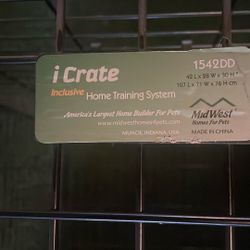 i Crate
1542DD
42 L x 28 W x 30 H "
107 L x 71 W x 76 H cm
Inclusive Home Training System
America's Largest Home Builder For Pets
www.midwesthomes4pets.com
MUNCIE, INDIANA, USA
MidWest
Homes For Pets
MADE IN CHINA